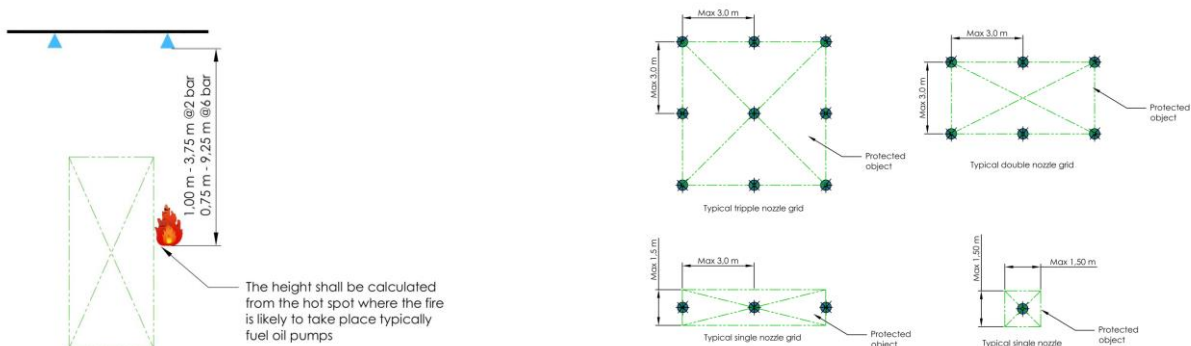 1,00 m - 3,75 m @2 bar
0,75 m - 9,25 m @6 bar
The height shall be calculated
from the hot spot where the fire
is likely to take place typically
fuel oil pumps
Max 3,0 m
Max 3,0 m
Protected
object
Typical tripple nozzle grid
Max 3,0 m
Max 3,0 m
Protected
object
Typical double nozzle grid
Max 3,0 m
Max 1,5 m
Protected
object
Typical single nozzle grid
Max 1,50 m
Max 1,50 m
Protected
object
Typical single nozzle